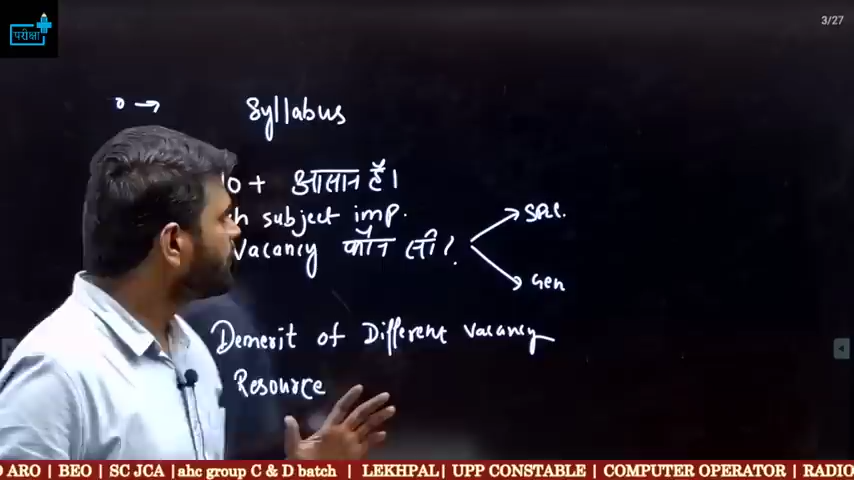 परीक्षा
3/27
Syllabus
आसान है।
subject imp.
Vacancy कौन सी?
Spl.
Gen
Demerit of Different Vacancy
Resource
ARO | BEO | SC JCA |ahc group C & D batch | LEKHPAL| UPP CONSTABLE | COMPUTER OPERATOR | RADIO